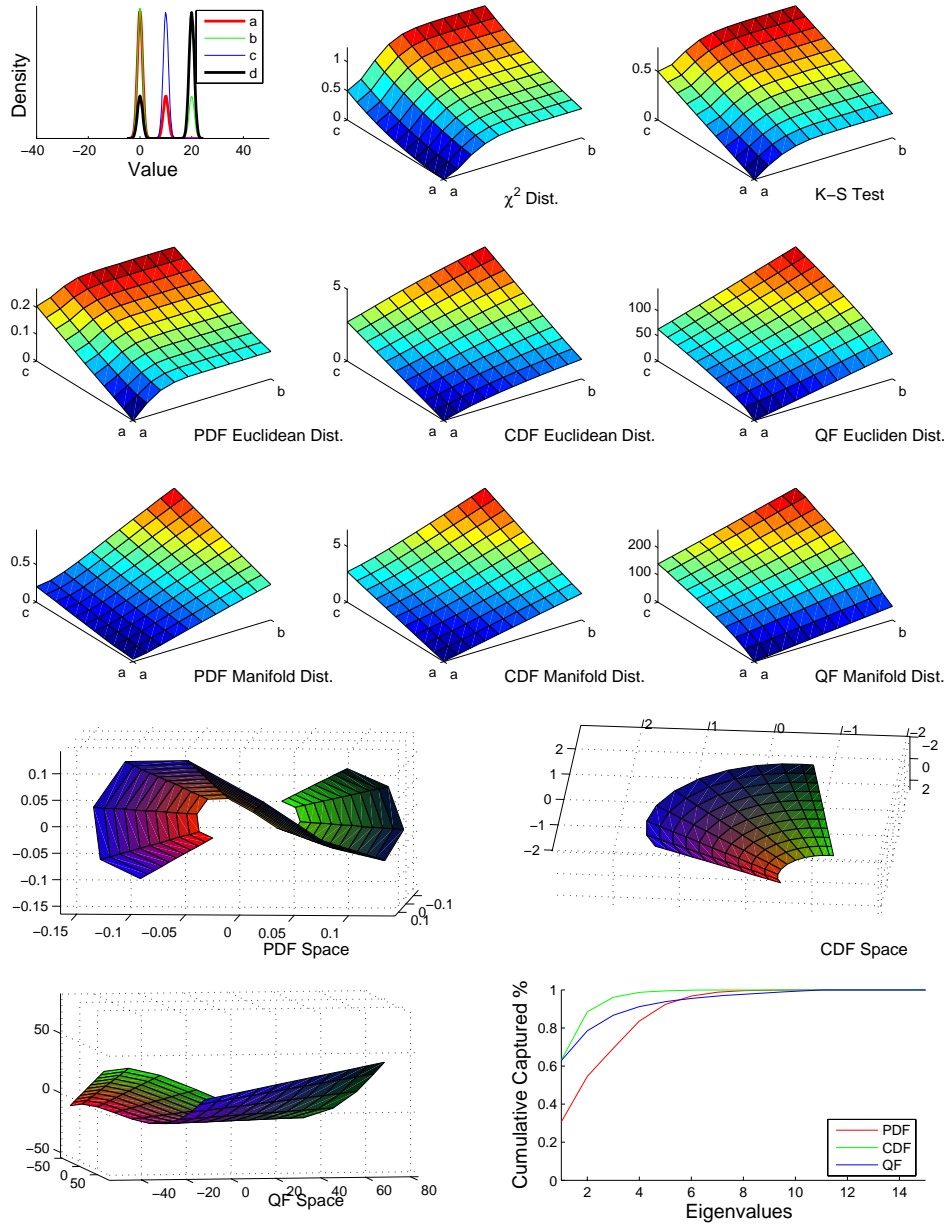 Density
a
b
c
d
−40 −20 0 20 40
Value
1
0.5
0
c
a a
b
χ² Dist.
0.5
0
c
a a
b
K−S Test
0.2
0.1
0
c
a a
b
PDF Euclidean Dist.
5
0
c
a a
b
CDF Euclidean Dist.
100
50
0
c
a a
b
QF Eucliden Dist.
0.5
0
c
a a
b
PDF Manifold Dist.
5
0
c
a a
b
CDF Manifold Dist.
200
100
0
c
a a
b
QF Manifold Dist.
0.1
0.05
0
−0.05
−0.1
−0.15
−0.15 −0.1 −0.05 0 0.05 0.1
−0.1
0
0.1
PDF Space
2 1 0 −1 −2
−2
0
2
2
1
0
−1
−2
CDF Space
50
0
−50
−50
0
50
−40 −20 0 20 40 60 80
QF Space
Cumulative Captured %
1
0.8
0.6
0.4
0.2
0
2 4 6 8 10 12 14
Eigenvalues
PDF
CDF
QF